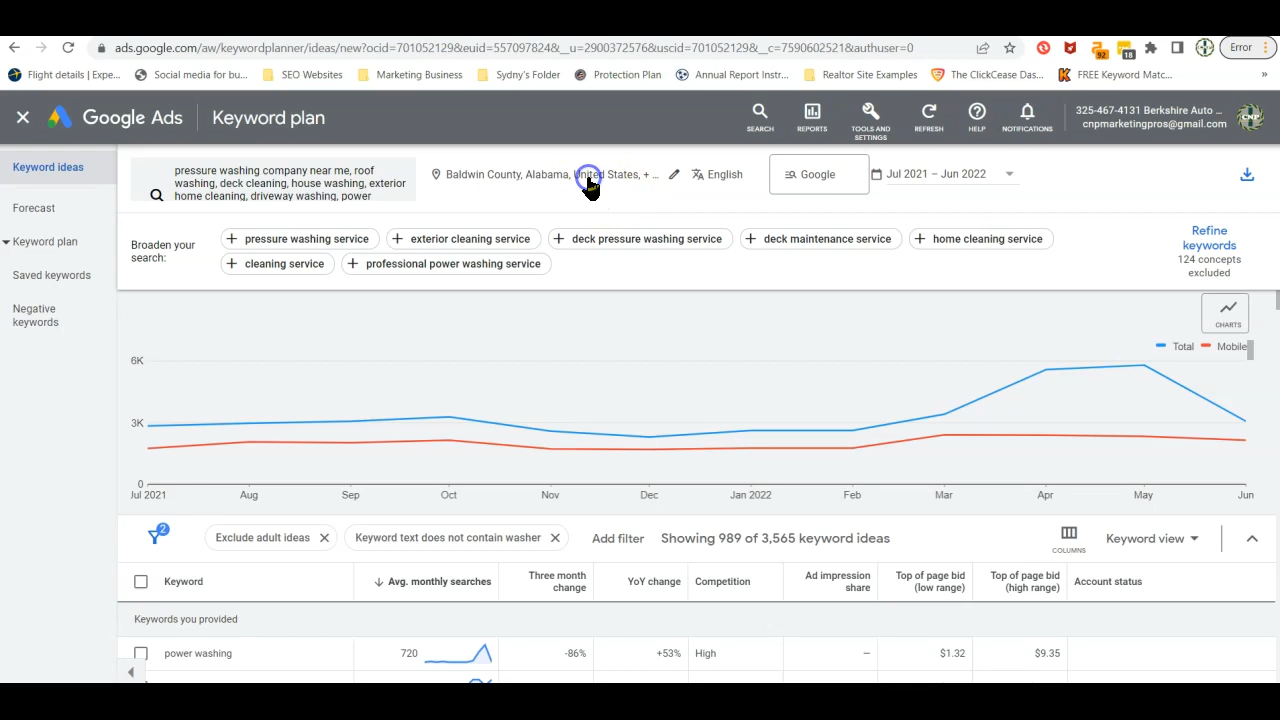 ads.google.com/aw/keywordplanner/ideas/new?ocid=701052129&euid=557097824&__u=2900372576&uscid=701052129&__c=7590602521&authuser=0
92
18
Error
Flight details | Expe...
Social media for bu...
SEO Websites
Marketing Business
Sydny's Folder
Protection Plan
Annual Report Instr...
Realtor Site Examples
The ClickCease Das...
FREE Keyword Matc...
»
Google Ads
Keyword plan
SEARCH
REPORTS
TOOLS AND SETTINGS
REFRESH
HELP
NOTIFICATIONS
325-467-4131 Berkshire Auto ...
cnpmarketingpros@gmail.com
CNP
Keyword ideas
Forecast
Keyword plan
Saved keywords
Negative
keywords
pressure washing company near me, roof
washing, deck cleaning, house washing, exterior
home cleaning, driveway washing, power
Baldwin County, Alabama, United States, + ...
English
Google
Jul 2021 – Jun 2022
Broaden your
search:
pressure washing service
exterior cleaning service
deck pressure washing service
deck maintenance service
home cleaning service
cleaning service
professional power washing service
Refine
keywords
124 concepts
excluded
CHARTS
Total
Mobile
6K
3K
0
Jul 2021
Aug
Sep
Oct
Nov
Dec
Jan 2022
Feb
Mar
Apr
May
Jun
2
Exclude adult ideas
Keyword text does not contain washer
Add filter
Showing 989 of 3,565 keyword ideas
COLUMNS
Keyword view
Keyword
Avg. monthly searches
Three month
change
YoY change
Competition
Ad impression
share
Top of page bid
(low range)
Top of page bid
(high range)
Account status
Keywords you provided
power washing
720
-86%
+53%
High
–
$1.32
$9.35